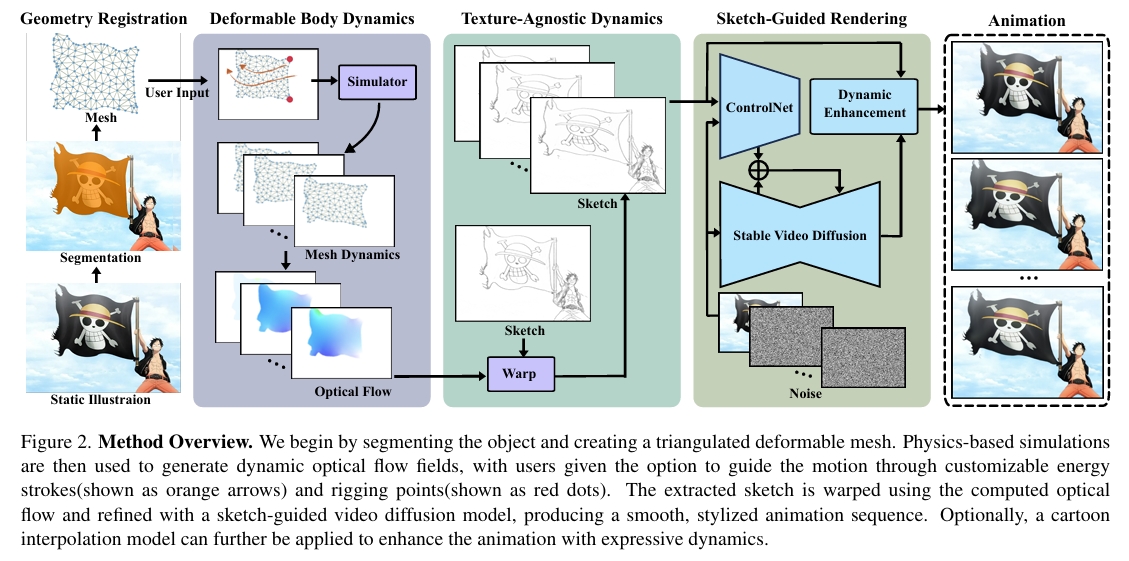 Geometry Registration
Deformable Body Dynamics
Texture-Agnostic Dynamics
Sketch-Guided Rendering
Animation
User Input
Mesh
Segmentation
Static Illustraion
Simulator
Mesh Dynamics
Optical Flow
Sketch
Sketch
Warp
ControlNet
Dynamic
Enhancement
Stable Video Diffusion
Noise
Figure 2. Method Overview. We begin by segmenting the object and creating a triangulated deformable mesh. Physics-based simulations
are then used to generate dynamic optical flow fields, with users given the option to guide the motion through customizable energy
strokes(shown as orange arrows) and rigging points(shown as red dots). The extracted sketch is warped using the computed optical
flow and refined with a sketch-guided video diffusion model, producing a smooth, stylized animation sequence. Optionally, a cartoon
interpolation model can further be applied to enhance the animation with expressive dynamics.